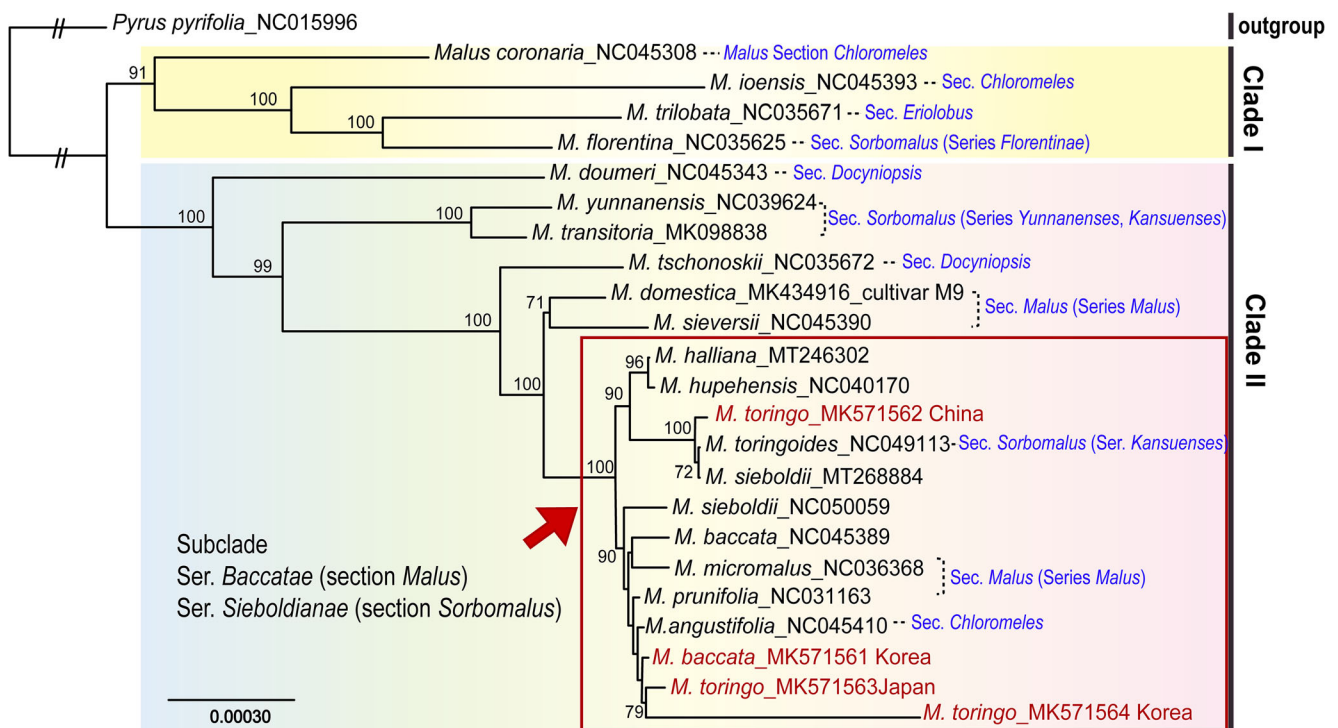 Pyrus pyrifolia_NC015996
outgroup
Malus coronaria_NC045308 --- Malus Section Chloromeles
91
M. ioensis_NC045393 -- Sec. Chloromeles
100
M. trilobata_NC035671 -- Sec. Eriolobus
100
M. florentina_NC035625 -- Sec. Sorbomalus (Series Florentinae)
Clade I
M. doumeri_NC045343 -- Sec. Docyniopsis
100
M. yunnanensis_NC039624
100
Sec. Sorbomalus (Series Yunnanenses, Kansuenses)
M. transitoria_MK098838
99
M. tschonoskii_NC035672 -- Sec. Docyniopsis
M. domestica_MK434916_cultivar M9
71
Sec. Malus (Series Malus)
100
M. sieversii_NC045390
Clade II
M. halliana_MT246302
96
M. hupehensis_NC040170
100
90
M. toringo_MK571562 China
100
M. toringoides_NC049113-Sec. Sorbomalus (Ser. Kansuenses)
100
72
M. sieboldii_MT268884
M. sieboldii_NC050059
M. baccata_NC045389
90
M. micromalus_NC036368
Sec. Malus (Series Malus)
M. prunifolia_NC031163
M.angustifolia_NC045410 -- Sec. Chloromeles
M. baccata_MK571561 Korea
M. toringo_MK571563Japan
79
M. toringo_MK571564 Korea
Subclade
Ser. Baccatae (section Malus)
Ser. Sieboldianae (section Sorbomalus)
0.00030